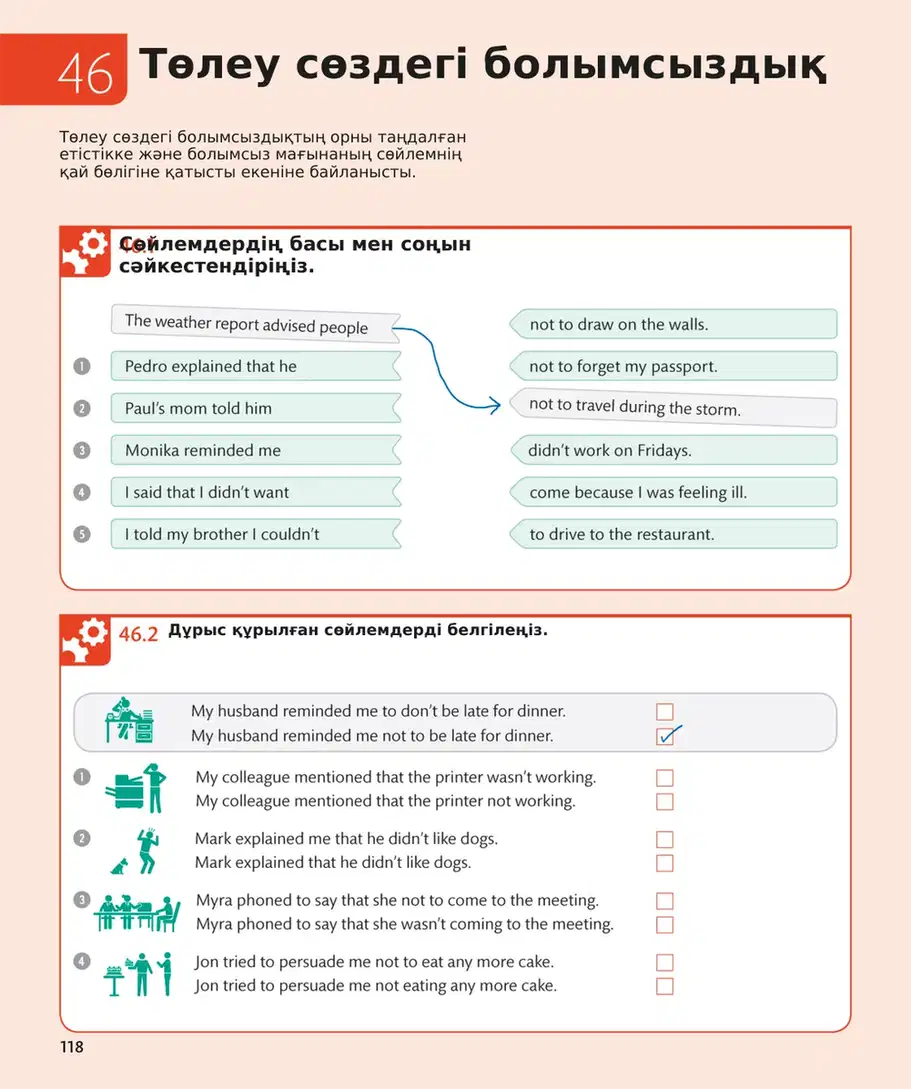 46
Төлеу сөздегі болымсыздық
Төлеу сөздегі болымсыздықтың орны таңдалған
етістікке және болымсыз мағынаның сөйлемнің
қай бөлігіне қатысты екеніне байланысты.
46.1 Сөйлемдердің басы мен соңын
сәйкестендіріңіз.
The weather report advised people
not to draw on the walls.
1 Pedro explained that he
not to forget my passport.
2 Paul's mom told him
not to travel during the storm.
3 Monika reminded me
didn't work on Fridays.
4 I said that I didn't want
come because I was feeling ill.
5 I told my brother I couldn't
to drive to the restaurant.
46.2 Дұрыс құрылған сөйлемдерді белгілеңіз.
My husband reminded me to don't be late for dinner.
My husband reminded me not to be late for dinner.
1 My colleague mentioned that the printer wasn't working.
My colleague mentioned that the printer not working.
2 Mark explained me that he didn't like dogs.
Mark explained that he didn't like dogs.
3 Myra phoned to say that she not to come to the meeting.
Myra phoned to say that she wasn't coming to the meeting.
4 Jon tried to persuade me not to eat any more cake.
Jon tried to persuade me not eating any more cake.
118